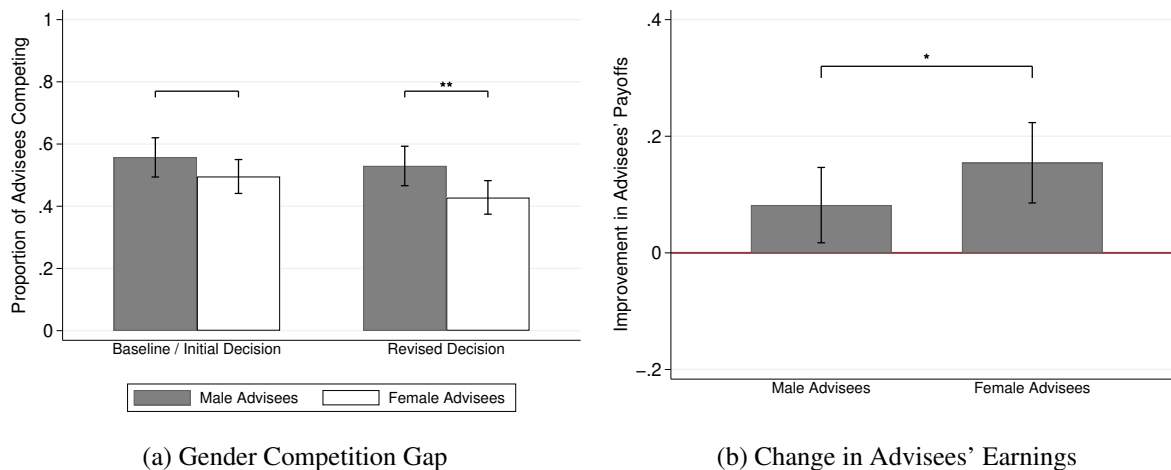 Proportion of Advisees Competing
1
.8
.6
.4
.2
0
**
Baseline / Initial Decision
Revised Decision
Male Advisees
Female Advisees
(a) Gender Competition Gap
Improvement in Advisees' Payoffs
.4
.2
0
-.2
*
Male Advisees
Female Advisees
(b) Change in Advisees' Earnings